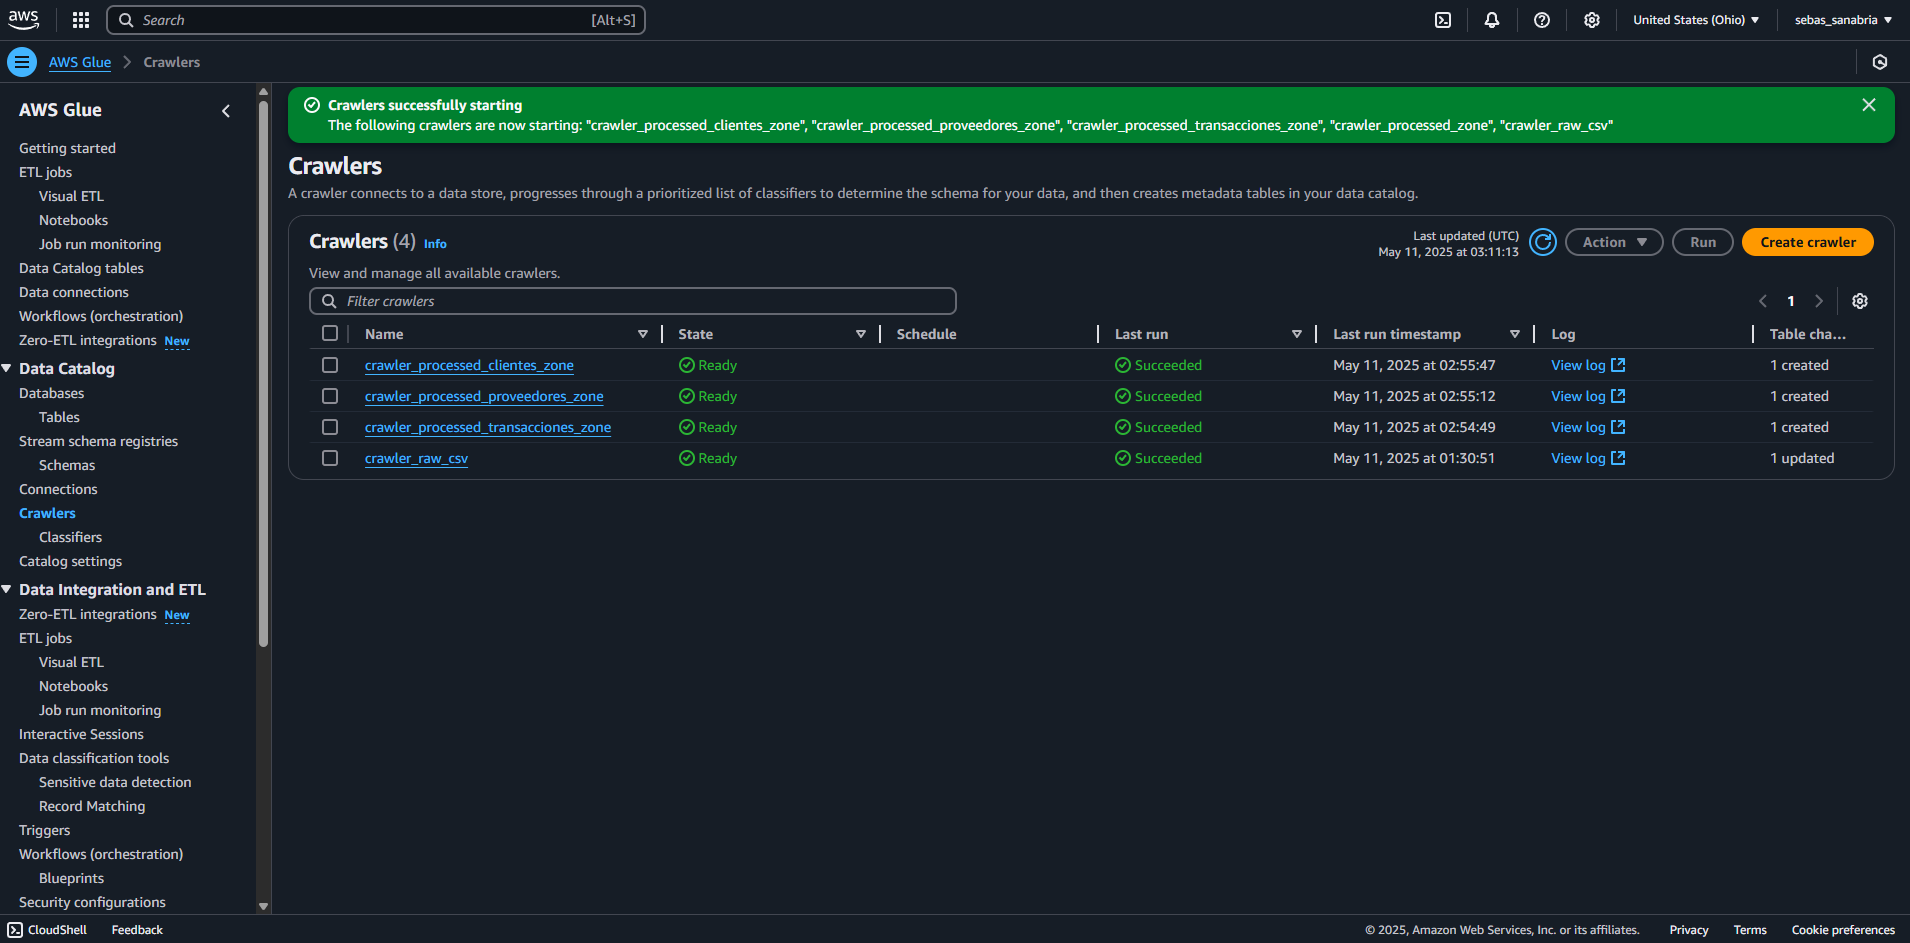 aws
Search [Alt+S]
United States (Ohio)
sebas_sanabria
AWS Glue
Crawlers
AWS Glue
Getting started
ETL jobs
Visual ETL
Notebooks
Job run monitoring
Data Catalog tables
Data connections
Workflows (orchestration)
Zero-ETL integrations New
Data Catalog
Databases
Tables
Stream schema registries
Schemas
Connections
Crawlers
Classifiers
Catalog settings
Data Integration and ETL
Zero-ETL integrations New
ETL jobs
Visual ETL
Notebooks
Job run monitoring
Interactive Sessions
Data classification tools
Sensitive data detection
Record Matching
Triggers
Workflows (orchestration)
Blueprints
Security configurations
Crawlers successfully starting
The following crawlers are now starting: "crawler_processed_clientes_zone", "crawler_processed_proveedores_zone", "crawler_processed_transacciones_zone", "crawler_processed_zone", "crawler_raw_csv"
Crawlers
A crawler connects to a data store, progresses through a prioritized list of classifiers to determine the schema for your data, and then creates metadata tables in your data catalog.
Crawlers (4) Info
View and manage all available crawlers.
Last updated (UTC)
May 11, 2025 at 03:11:13
Action
Run
Create crawler
Filter crawlers
1
Name State Schedule Last run Last run timestamp Log Table cha...
crawler_processed_clientes_zone Ready Succeeded May 11, 2025 at 02:55:47 View log 1 created
crawler_processed_proveedores_zone Ready Succeeded May 11, 2025 at 02:55:12 View log 1 created
crawler_processed_transacciones_zone Ready Succeeded May 11, 2025 at 02:54:49 View log 1 created
crawler_raw_csv Ready Succeeded May 11, 2025 at 01:30:51 View log 1 updated
CloudShell Feedback
© 2025, Amazon Web Services, Inc. or its affiliates. Privacy Terms Cookie preferences